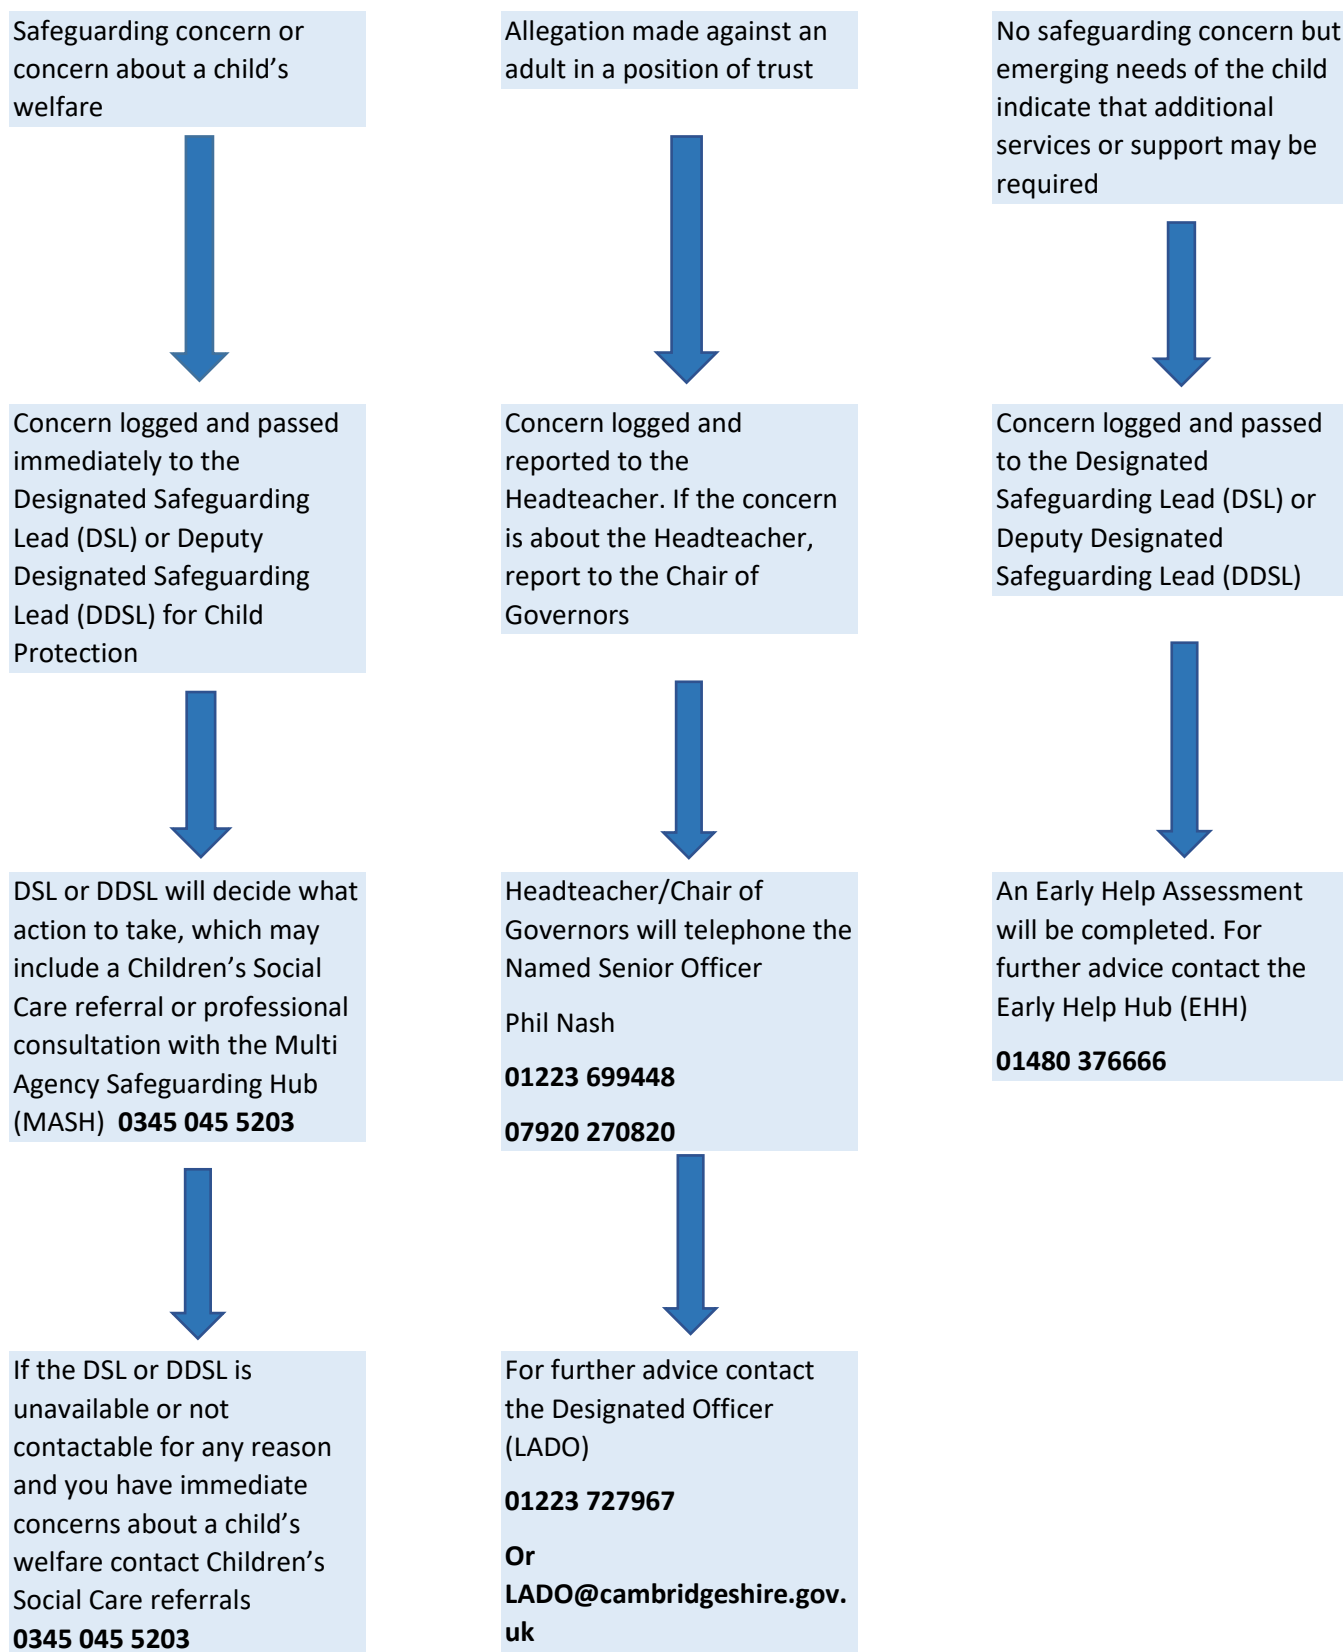 Safeguarding concern or
concern about a child’s
welfare
Concern logged and passed
immediately to the
Designated Safeguarding
Lead (DSL) or Deputy
Designated Safeguarding
Lead (DDSL) for Child
Protection
DSL or DDSL will decide what
action to take, which may
include a Children’s Social
Care referral or professional
consultation with the Multi
Agency Safeguarding Hub
(MASH) 0345 045 5203
If the DSL or DDSL is
unavailable or not
contactable for any reason
and you have immediate
concerns about a child’s
welfare contact Children’s
Social Care referrals
0345 045 5203
Allegation made against an
adult in a position of trust
Concern logged and
reported to the
Headteacher. If the concern
is about the Headteacher,
report to the Chair of
Governors
Headteacher/Chair of
Governors will telephone the
Named Senior Officer
Phil Nash
01223 699448
07920 270820
For further advice contact
the Designated Officer
(LADO)
01223 727967
Or
LADO@cambridgeshire.gov.
uk
No safeguarding concern but
emerging needs of the child
indicate that additional
services or support may be
required
Concern logged and passed
to the Designated
Safeguarding Lead (DSL) or
Deputy Designated
Safeguarding Lead (DDSL)
An Early Help Assessment
will be completed. For
further advice contact the
Early Help Hub (EHH)
01480 376666